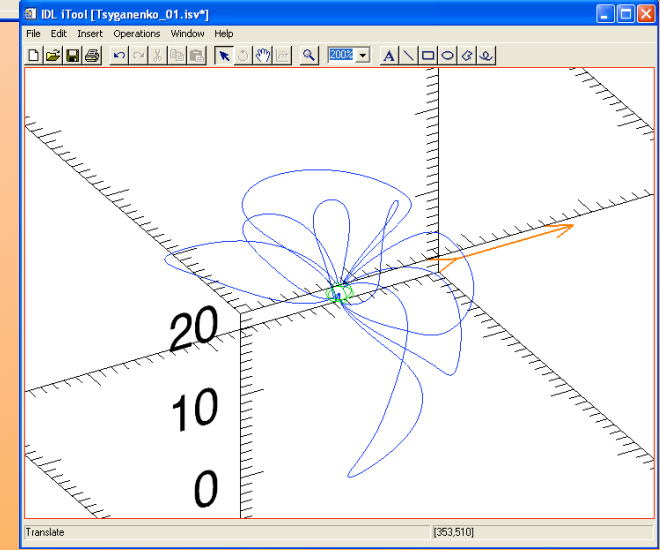 IDL iTool [Tsyganenko_01.isv*]
File Edit Insert Operations Window Help
200%
A
20
10
0
Translate
[353,510]